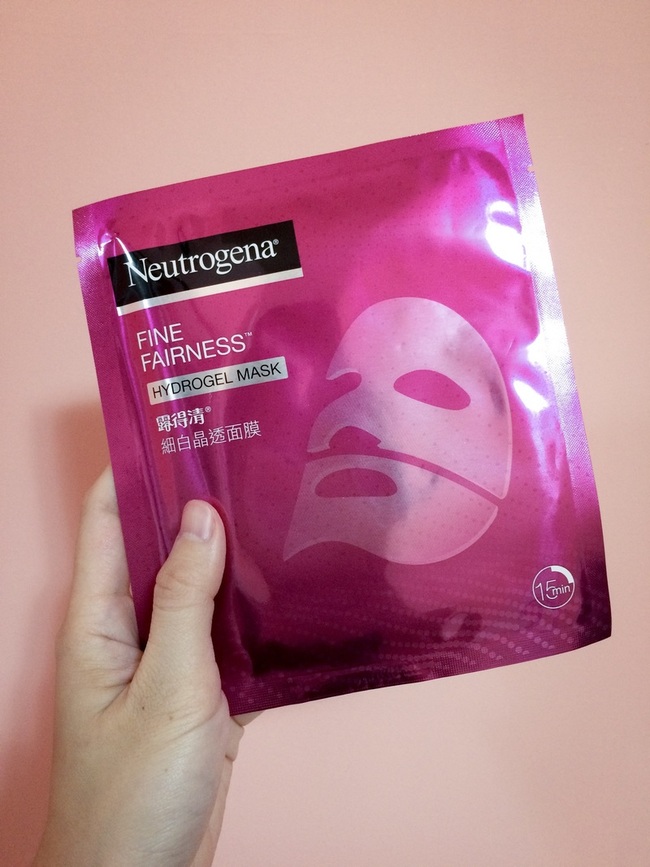 Neutrogena®
FINE
FAIRNESS™
HYDROGEL MASK
露得清®
細白晶透面膜
15min